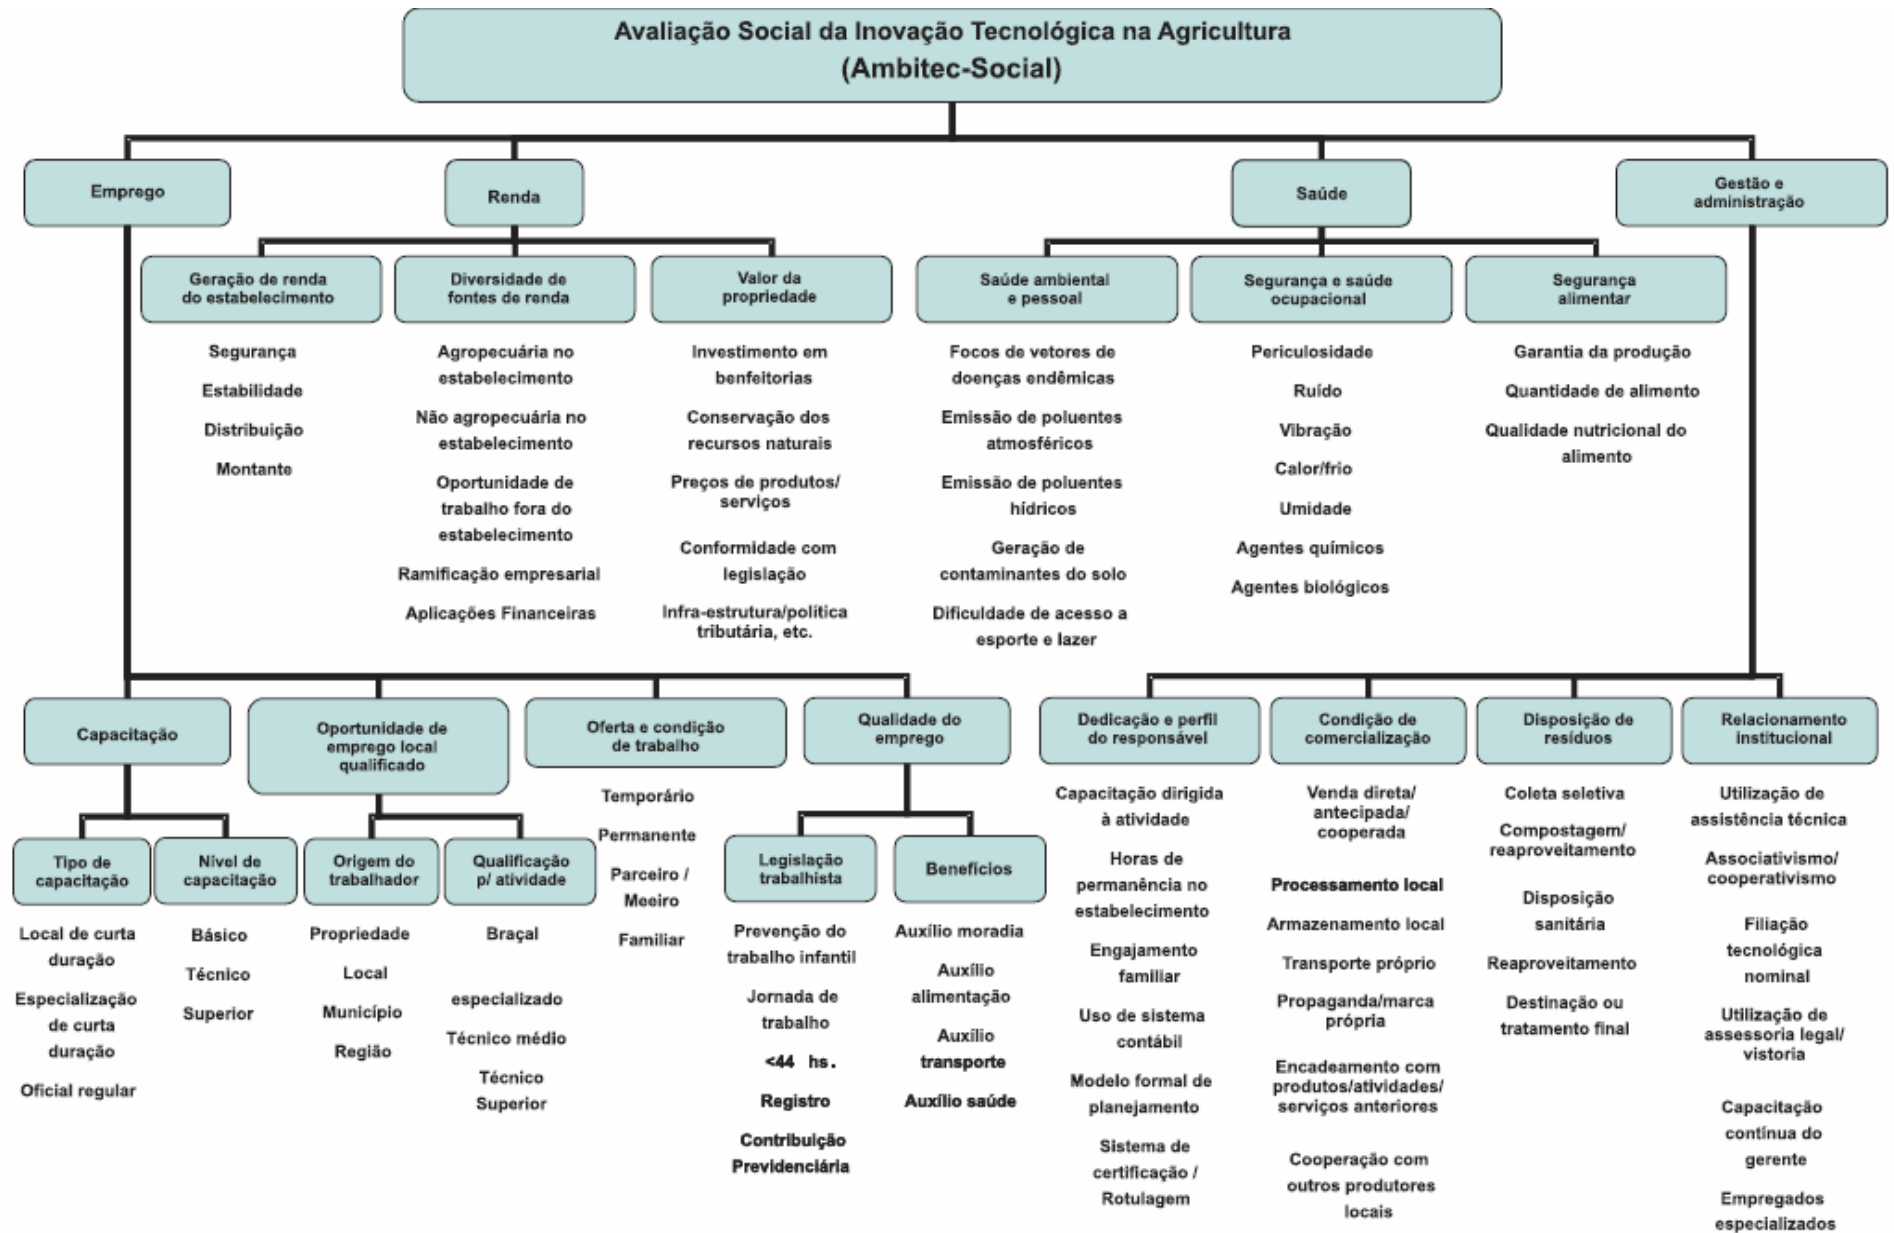 Avaliação Social da Inovação Tecnológica na Agricultura
(Ambitec-Social)
Emprego
Renda
Saúde
Gestão e
administração
Geração de renda
do estabelecimento
Segurança
Estabilidade
Distribuição
Montante
Diversidade de
fontes de renda
Agropecuária no
estabelecimento
Não agropecuária no
estabelecimento
Oportunidade de
trabalho fora do
estabelecimento
Ramificação empresarial
Aplicações Financeiras
Valor da
propriedade
Investimento em
benfeitorias
Conservação dos
recursos naturais
Preços de produtos/
serviços
Conformidade com
legislação
Infra-estrutura/política
tributária, etc.
Saúde ambiental
e pessoal
Focos de vetores de
doenças endêmicas
Emissão de poluentes
atmosféricos
Emissão de poluentes
hídricos
Geração de
contaminantes do solo
Dificuldade de acesso a
esporte e lazer
Segurança e saúde
ocupacional
Periculosidade
Ruído
Vibração
Calor/frio
Umidade
Agentes químicos
Agentes biológicos
Segurança
alimentar
Garantia da produção
Quantidade de alimento
Qualidade nutricional do
alimento
Capacitação
Tipo de
capacitação
Local de curta
duração
Especialização
de curta
duração
Oficial regular
Nível de
capacitação
Básico
Técnico
Superior
Oportunidade de
emprego local
qualificado
Origem do
trabalhador
Propriedade
Local
Município
Região
Qualificação
p/ atividade
Braçal
especializado
Técnico médio
Técnico
Superior
Oferta e condição
de trabalho
Temporário
Permanente
Parceiro /
Meeiro
Familiar
Qualidade do
emprego
Legislação
trabalhista
Prevenção do
trabalho infantil
Jornada de
trabalho
<44 hs.
Registro
Contribuição
Previdenciária
Benefícios
Auxílio moradia
Auxílio
alimentação
Auxílio
transporte
Auxílio saúde
Dedicação e perfil
do responsável
Capacitação dirigida
à atividade
Horas de
permanência no
estabelecimento
Engajamento
familiar
Uso de sistema
contábil
Modelo formal de
planejamento
Sistema de
certificação /
Rotulagem
Condição de
comercialização
Venda direta/
antecipada/
cooperada
Processamento local
Armazenamento local
Transporte próprio
Propaganda/marca
própria
Encadeamento com
produtos/atividades/
serviços anteriores
Cooperação com
outros produtores
locais
Disposição de
resíduos
Coleta seletiva
Compostagem/
reaproveitamento
Disposição
sanitária
Reaproveitamento
Destinação ou
tratamento final
Relacionamento
institucional
Utilização de
assistência técnica
Associativismo/
cooperativismo
Filiação
tecnológica
nominal
Utilização de
assessoria legal/
vistoria
Capacitação
contínua do
gerente
Empregados
especializados